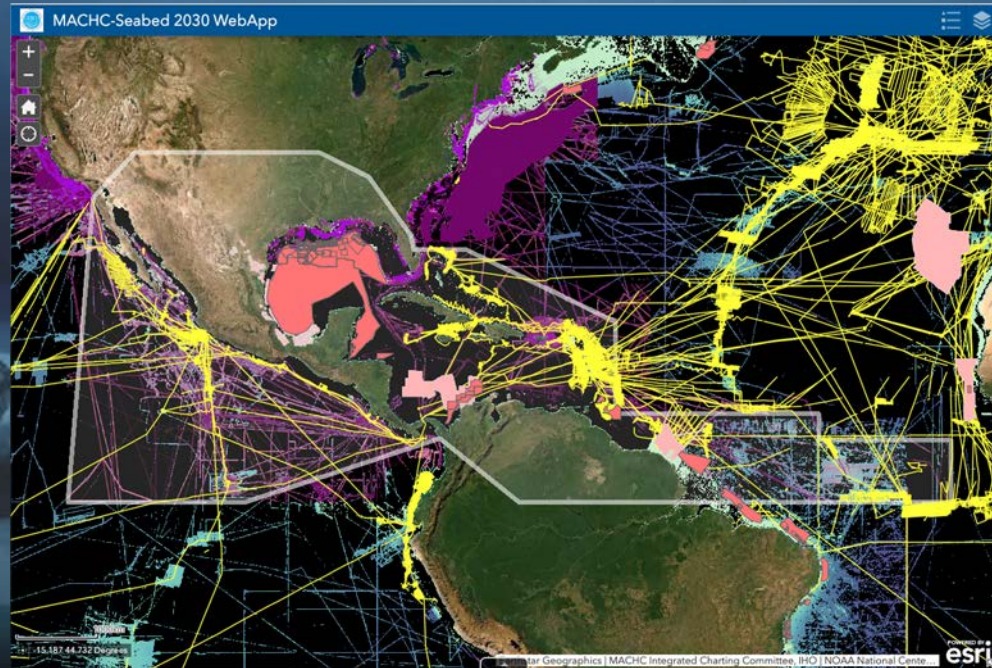 MACHC-Seabed 2030 WebApp
+
−
-15.187 44.732 Degrees
Geographics | MACHC Integrated Charting Committee, IHO | NOAA National Cente...
POWERED BY
esri